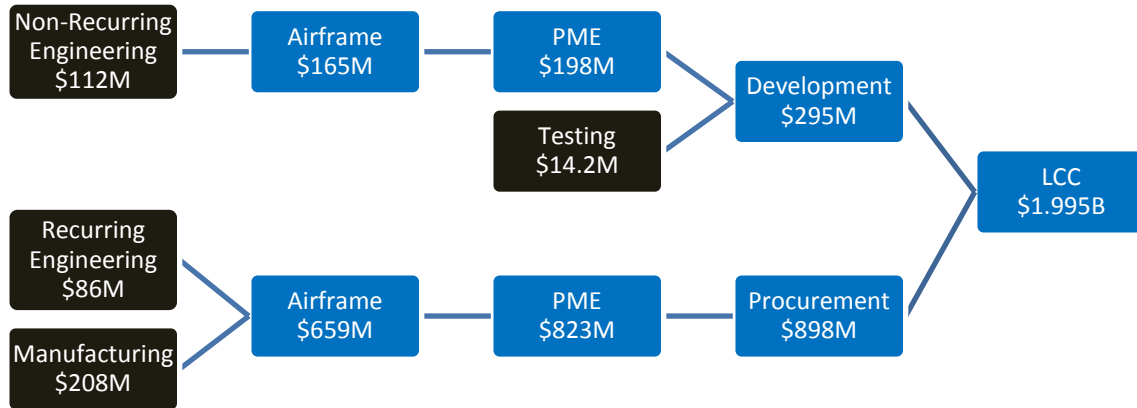 Non-Recurring
Engineering
$112M
Airframe
$165M
PME
$198M
Testing
$14.2M
Development
$295M
LCC
$1.995B
Recurring
Engineering
$86M
Manufacturing
$208M
Airframe
$659M
PME
$823M
Procurement
$898M